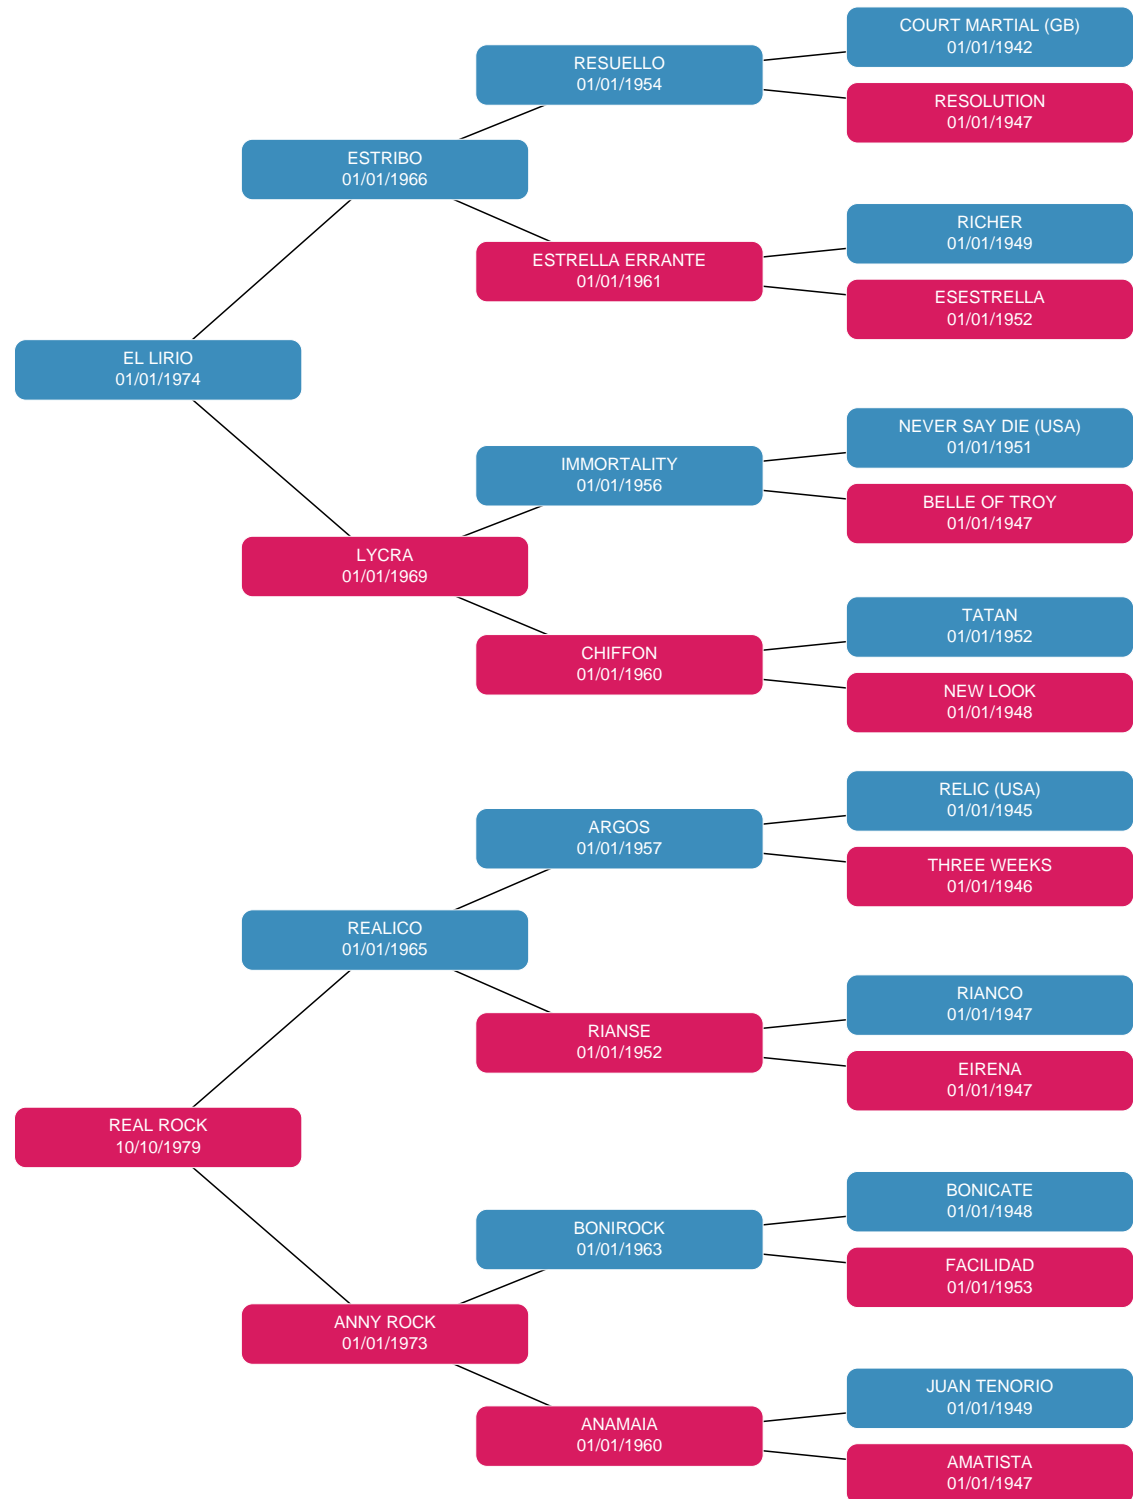 COURT MARTIAL (GB)
01/01/1942
RESUELLO
01/01/1954
RESOLUTION
01/01/1947
ESTRIBO
01/01/1966
RICHER
01/01/1949
ESTRELLA ERRANTE
01/01/1961
ESESTRELLA
01/01/1952
EL LIRIO
01/01/1974
NEVER SAY DIE (USA)
01/01/1951
IMMORTALITY
01/01/1956
BELLE OF TROY
01/01/1947
LYCRA
01/01/1969
TATAN
01/01/1952
CHIFFON
01/01/1960
NEW LOOK
01/01/1948
RELIC (USA)
01/01/1945
ARGOS
01/01/1957
THREE WEEKS
01/01/1946
REALICO
01/01/1965
RIANCO
01/01/1947
RIANSE
01/01/1952
EIRENA
01/01/1947
REAL ROCK
10/10/1979
BONICATE
01/01/1948
BONIROCK
01/01/1963
FACILIDAD
01/01/1953
ANNY ROCK
01/01/1973
JUAN TENORIO
01/01/1949
ANAMAIA
01/01/1960
AMATISTA
01/01/1947